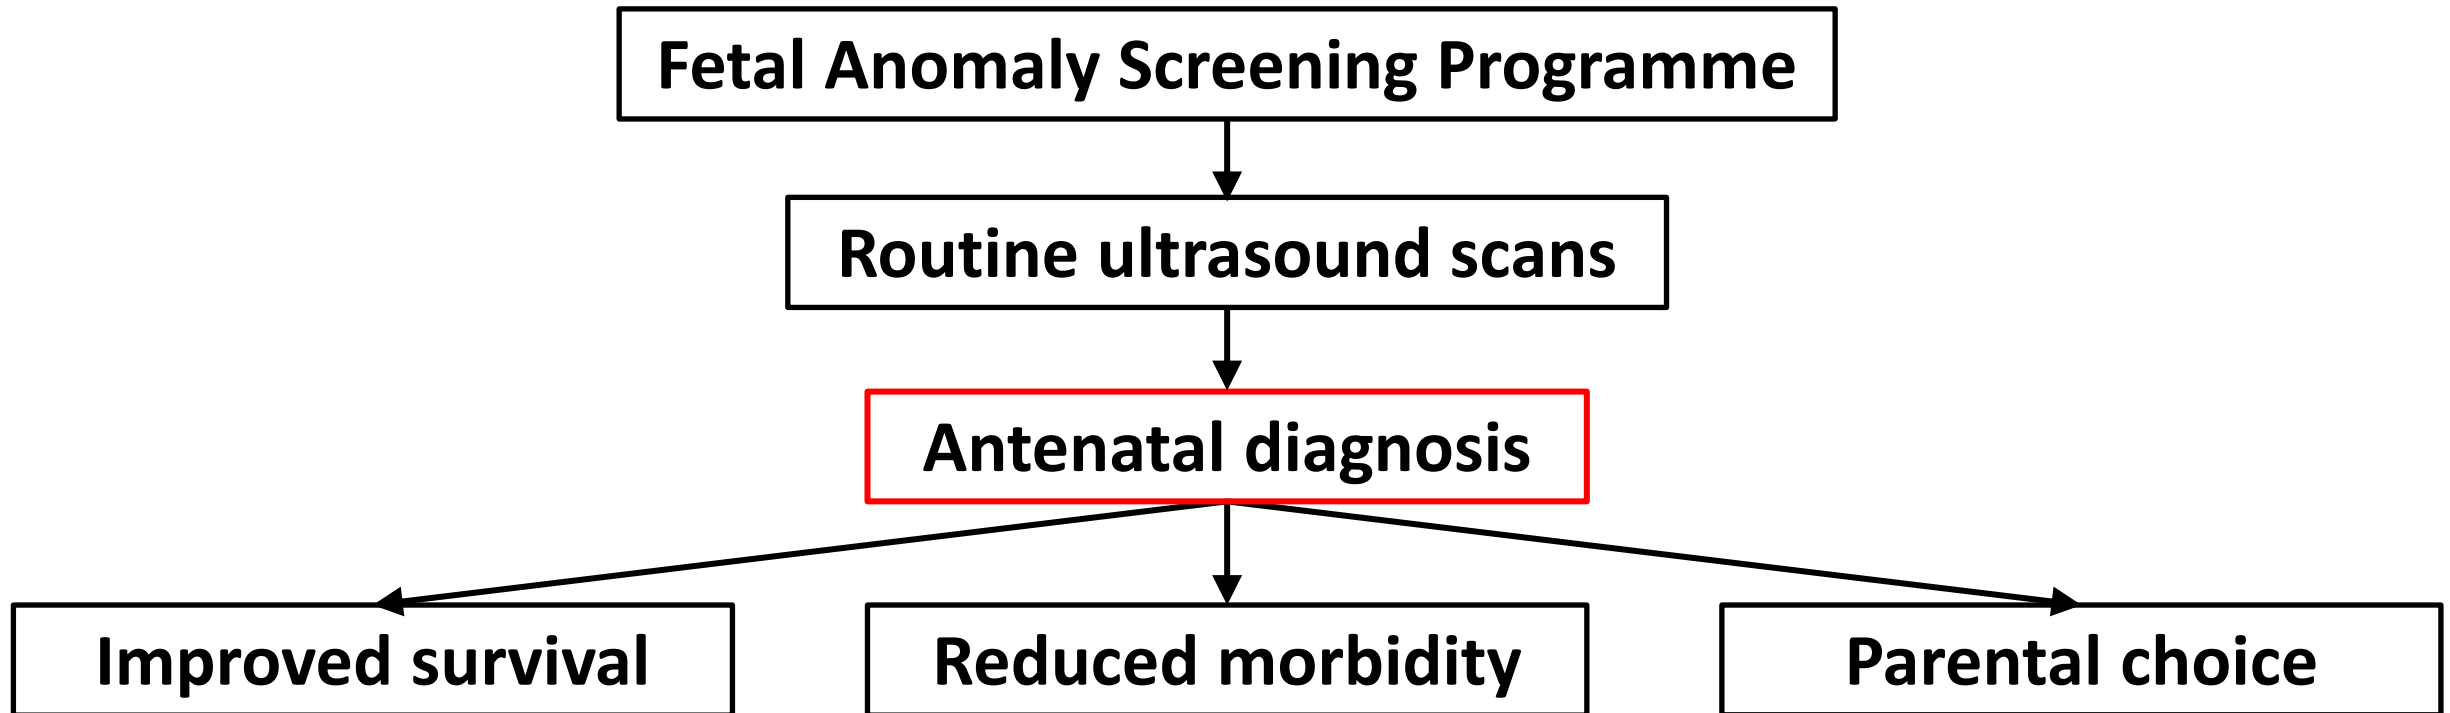 Fetal Anomaly Screening Programme
Routine ultrasound scans
Antenatal diagnosis
Improved survival
Reduced morbidity
Parental choice